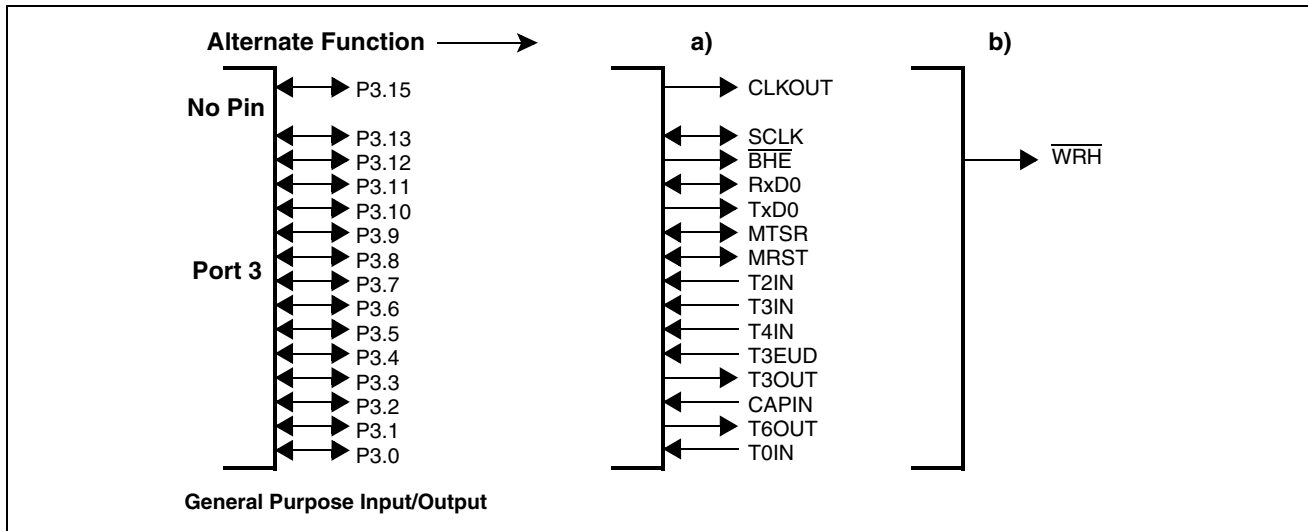 Alternate Function a) b)
P3.15 CLKOUT
No Pin
P3.13 SCLK
P3.12 B̅H̅E̅ W̅R̅H̅
P3.11 RxD0
P3.10 TxD0
P3.9 MTSR
P3.8 MRST
Port 3
P3.7 T2IN
P3.6 T3IN
P3.5 T4IN
P3.4 T3EUD
P3.3 T3OUT
P3.2 CAPIN
P3.1 T6OUT
P3.0 T0IN
General Purpose Input/Output